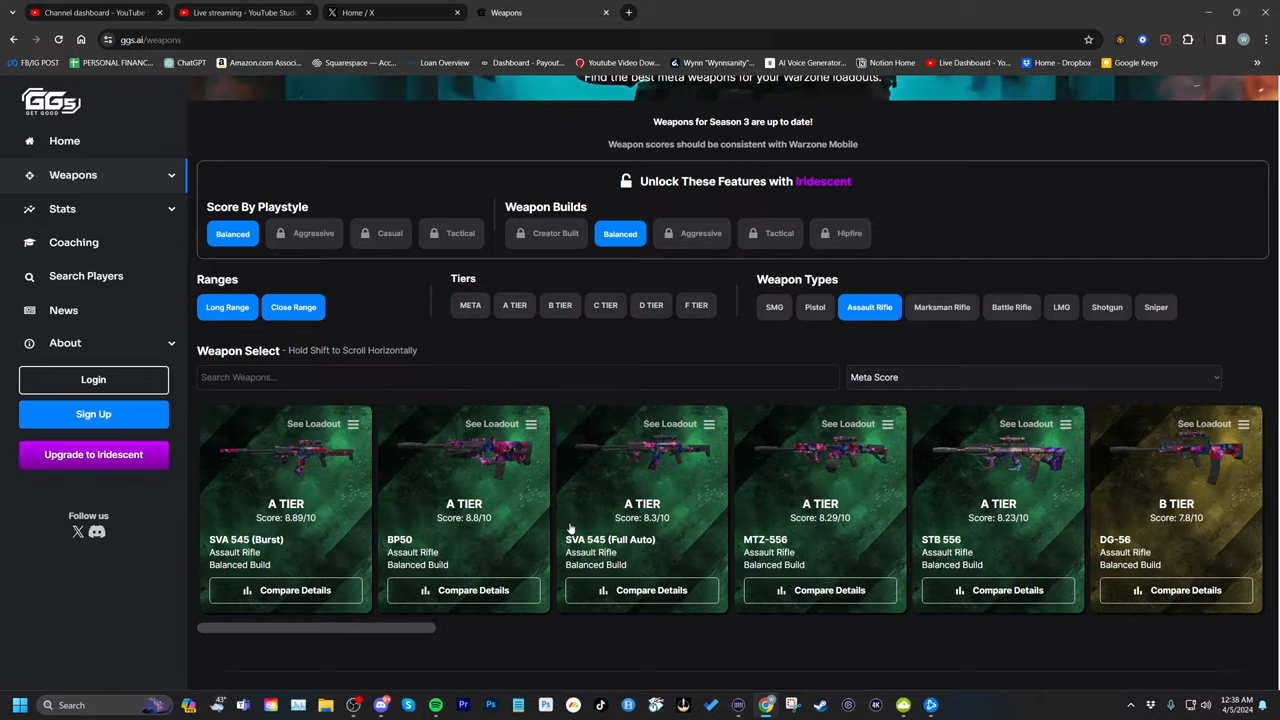 Channel dashboard - YouTube
Live streaming - YouTube Stud
Home / X
Weapons
ggs.ai/weapons
FB/IG POST
PERSONAL FINANC...
ChatGPT
Amazon.com Associ...
Squarespace — Acc...
Loan Overview
Dashboard - Payout...
Youtube Video Dow...
Wynn "Wynnsanity"...
AI Voice Generator...
Notion Home
Live Dashboard - Yo...
Home - Dropbox
Google Keep
GGs
GET GOOD
Home
Weapons
Stats
Coaching
Search Players
News
About
Login
Sign Up
Upgrade to Iridescent
Follow us
Find the best meta weapons for your Warzone loadouts.
Weapons for Season 3 are up to date!
Weapon scores should be consistent with Warzone Mobile
Unlock These Features with Iridescent
Score By Playstyle
Balanced
Aggressive
Casual
Tactical
Weapon Builds
Creator Built
Balanced
Aggressive
Tactical
Hipfire
Ranges
Long Range
Close Range
Tiers
META
A TIER
B TIER
C TIER
D TIER
F TIER
Weapon Types
SMG
Pistol
Assault Rifle
Marksman Rifle
Battle Rifle
LMG
Shotgun
Sniper
Weapon Select - Hold Shift to Scroll Horizontally
Search Weapons...
Meta Score
See Loadout
A TIER
Score: 8.89/10
SVA 545 (Burst)
Assault Rifle
Balanced Build
Compare Details
See Loadout
A TIER
Score: 8.8/10
BP50
Assault Rifle
Balanced Build
Compare Details
See Loadout
A TIER
Score: 8.3/10
SVA 545 (Full Auto)
Assault Rifle
Balanced Build
Compare Details
See Loadout
A TIER
Score: 8.29/10
MTZ-556
Assault Rifle
Balanced Build
Compare Details
See Loadout
A TIER
Score: 8.23/10
STB 556
Assault Rifle
Balanced Build
Compare Details
See Loadout
B TIER
Score: 7.8/10
DG-56
Assault Rifle
Balanced Build
Compare Details
Search
43°
12:38 AM
4/5/2024